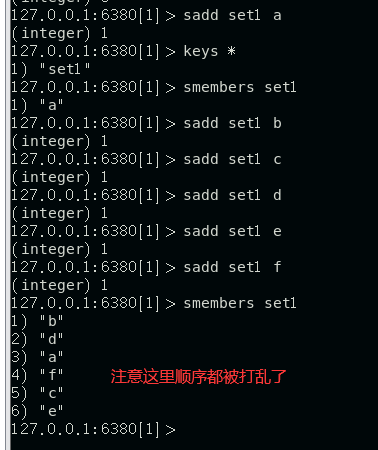 127.0.0.1:6380[1]> sadd set1 a
(integer) 1
127.0.0.1:6380[1]> keys *
1) "set1"
127.0.0.1:6380[1]> smembers set1
1) "a"
127.0.0.1:6380[1]> sadd set1 b
(integer) 1
127.0.0.1:6380[1]> sadd set1 c
(integer) 1
127.0.0.1:6380[1]> sadd set1 d
(integer) 1
127.0.0.1:6380[1]> sadd set1 e
(integer) 1
127.0.0.1:6380[1]> sadd set1 f
(integer) 1
127.0.0.1:6380[1]> smembers set1
1) "b"
2) "d"
3) "a"
4) "f" 注意这里顺序都被打乱了
5) "c"
6) "e"
127.0.0.1:6380[1]>